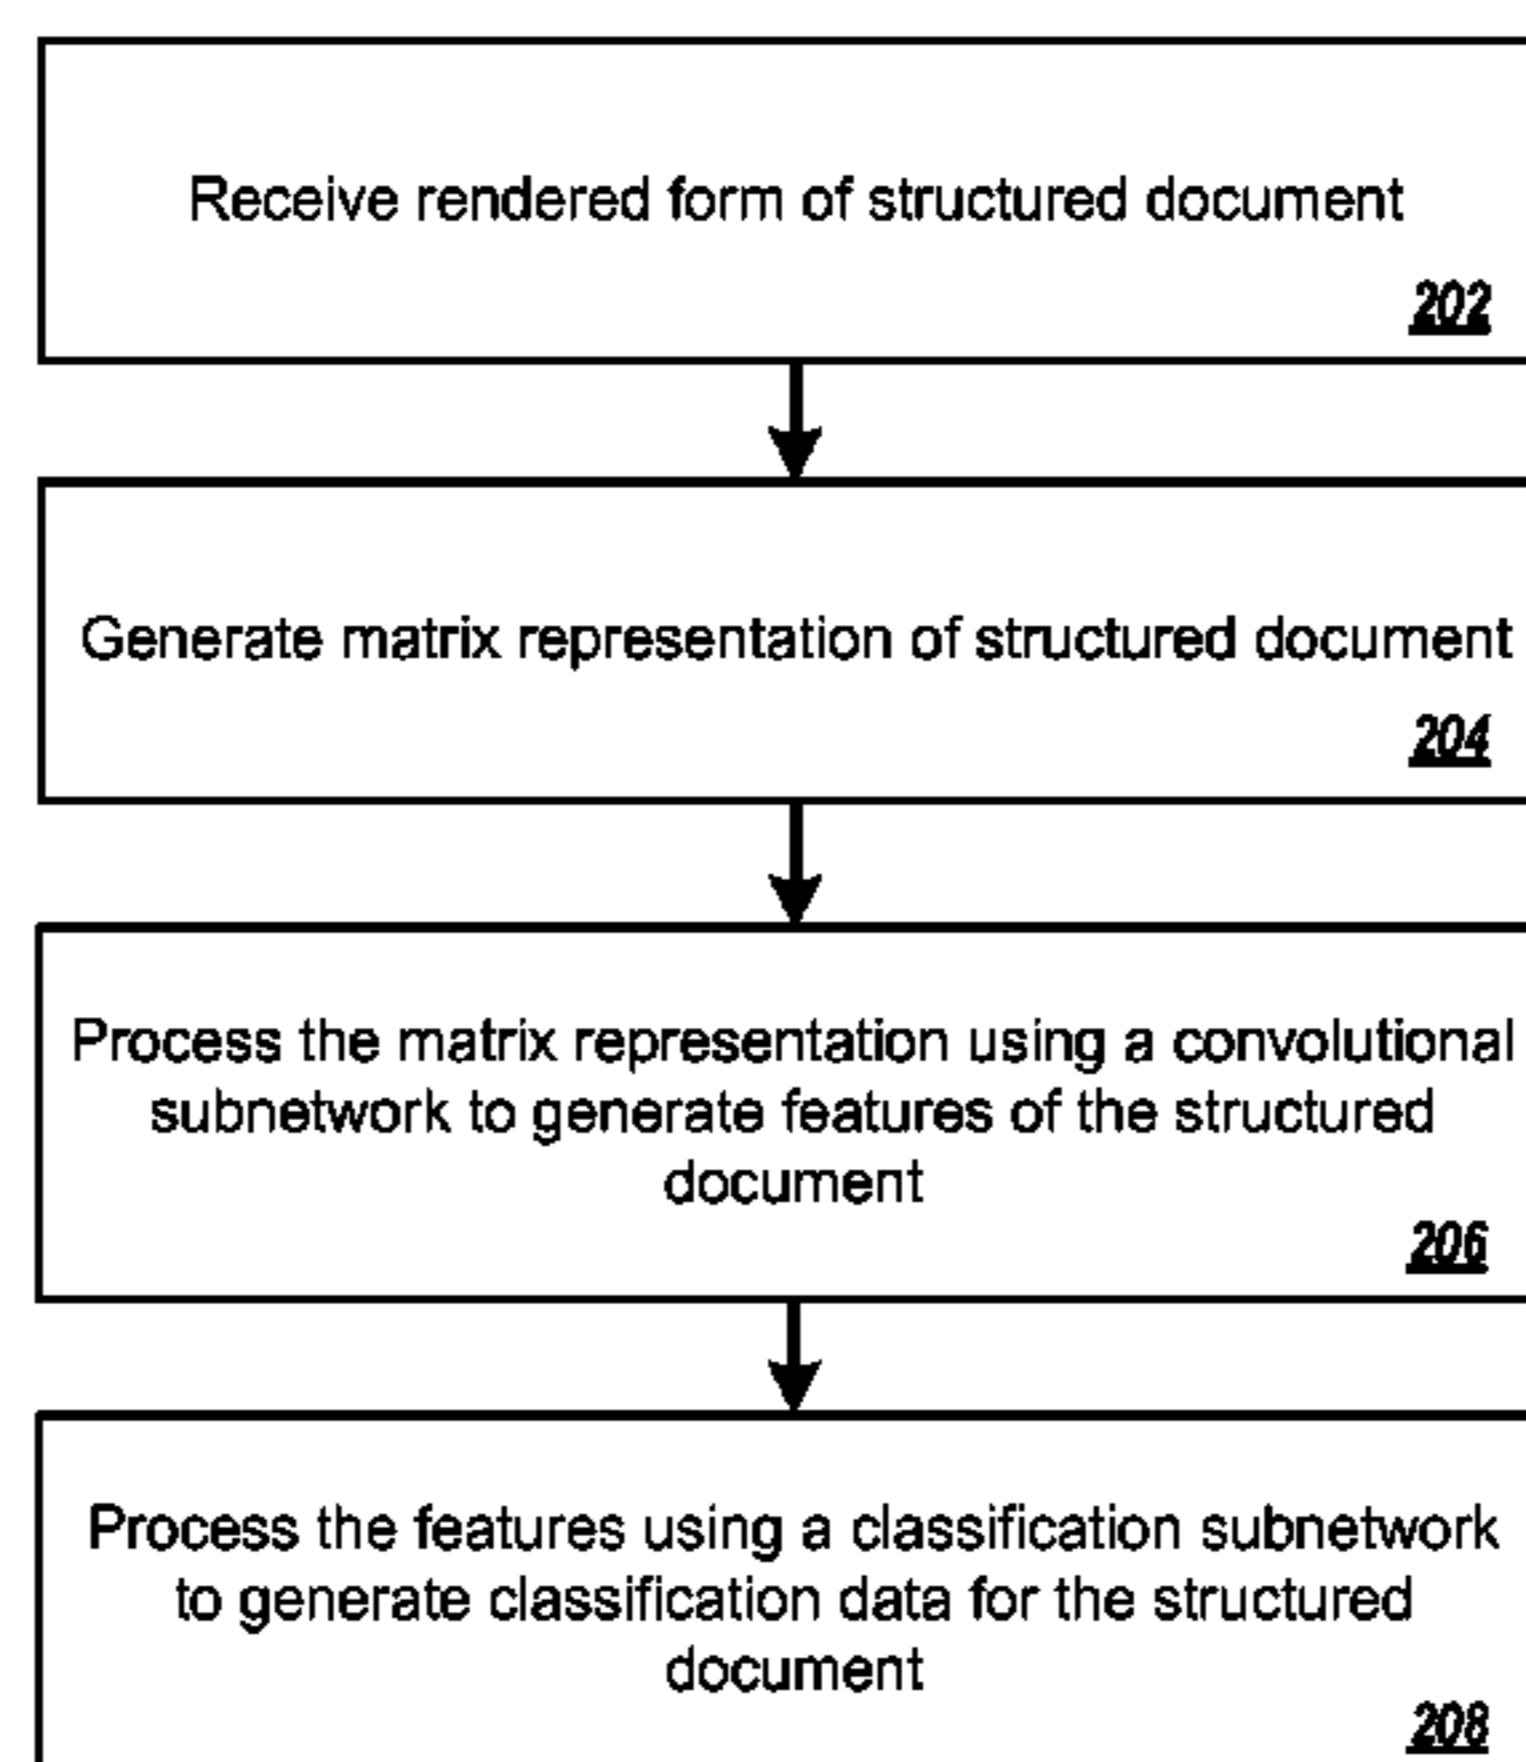 Receive rendered form of structured document
202
Generate matrix representation of structured document
204
Process the matrix representation using a convolutional
subnetwork to generate features of the structured
document
206
Process the features using a classification subnetwork
to generate classification data for the structured
document
208